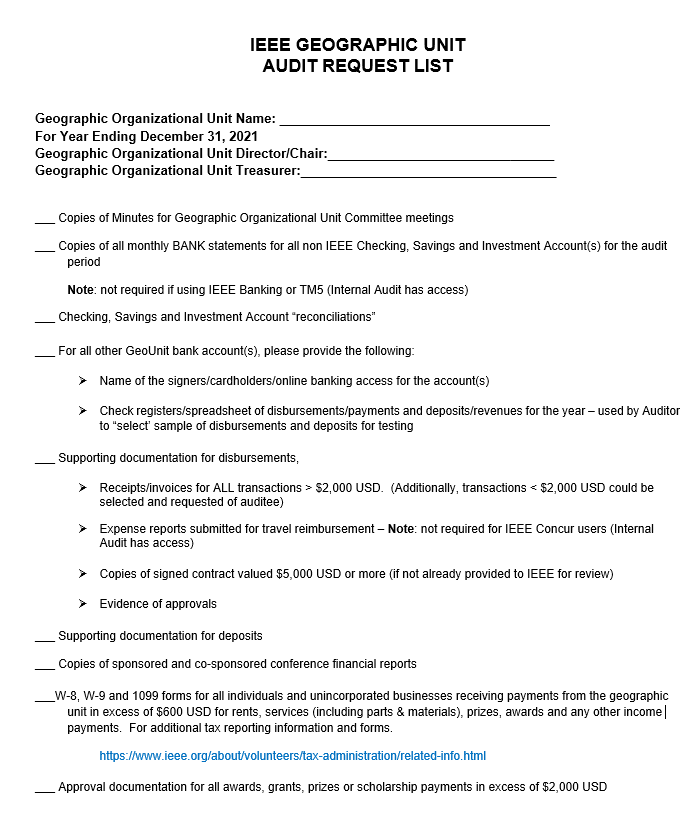 IEEE GEOGRAPHIC UNIT
AUDIT REQUEST LIST
Geographic Organizational Unit Name: ______________________________________
For Year Ending December 31, 2021
Geographic Organizational Unit Director/Chair:________________________________
Geographic Organizational Unit Treasurer:____________________________________
___ Copies of Minutes for Geographic Organizational Unit Committee meetings
___ Copies of all monthly BANK statements for all non IEEE Checking, Savings and Investment Account(s) for the audit
period
Note: not required if using IEEE Banking or TM5 (Internal Audit has access)
___ Checking, Savings and Investment Account “reconciliations”
___ For all other GeoUnit bank account(s), please provide the following:
➢ Name of the signers/cardholders/online banking access for the account(s)
➢ Check registers/spreadsheet of disbursements/payments and deposits/revenues for the year – used by Auditor
to “select’ sample of disbursements and deposits for testing
___ Supporting documentation for disbursements,
➢ Receipts/invoices for ALL transactions > $2,000 USD. (Additionally, transactions < $2,000 USD could be
selected and requested of auditee)
➢ Expense reports submitted for travel reimbursement – Note: not required for IEEE Concur users (Internal
Audit has access)
➢ Copies of signed contract valued $5,000 USD or more (if not already provided to IEEE for review)
➢ Evidence of approvals
___ Supporting documentation for deposits
___ Copies of sponsored and co-sponsored conference financial reports
___W-8, W-9 and 1099 forms for all individuals and unincorporated businesses receiving payments from the geographic
unit in excess of $600 USD for rents, services (including parts & materials), prizes, awards and any other income
payments. For additional tax reporting information and forms.
https://www.ieee.org/about/volunteers/tax-administration/related-info.html
___ Approval documentation for all awards, grants, prizes or scholarship payments in excess of $2,000 USD